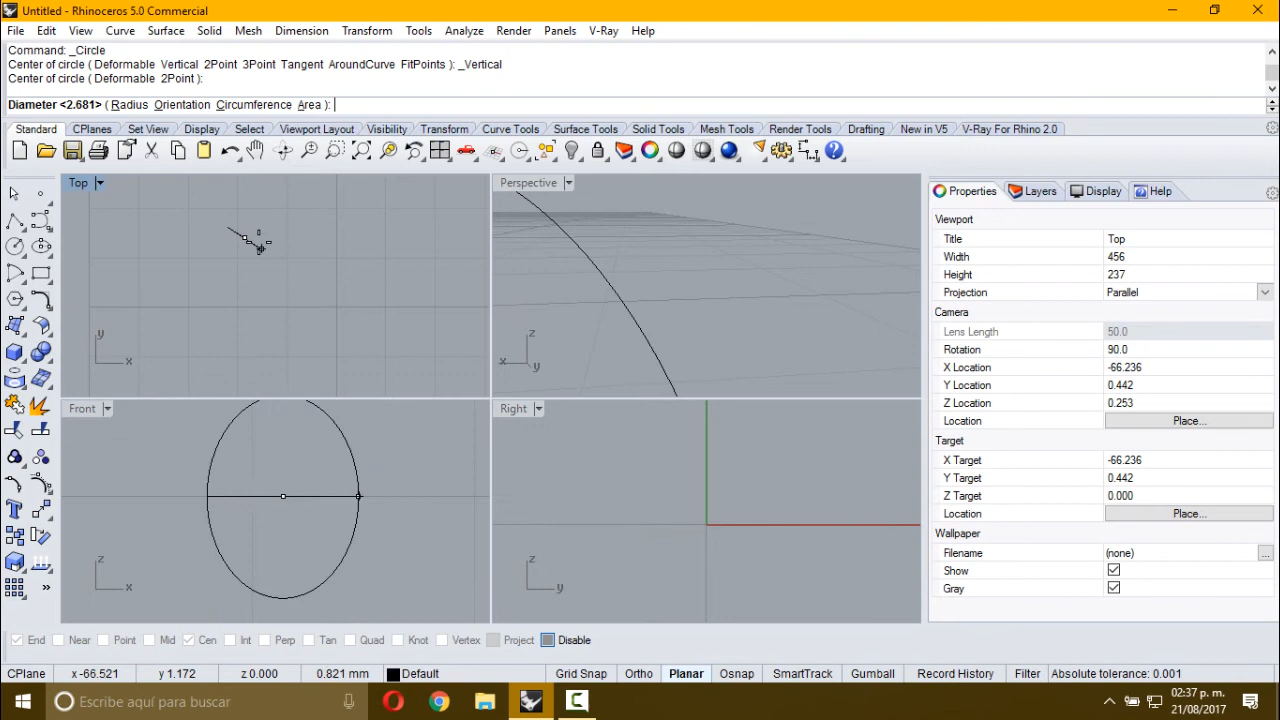 Untitled - Rhinoceros 5.0 Commercial
File Edit View Curve Surface Solid Mesh Dimension Transform Tools Analyze Render Panels V-Ray Help
Command: _Circle
Center of circle ( Deformable Vertical 2Point 3Point Tangent AroundCurve FitPoints ): _Vertical
Center of circle ( Deformable 2Point ):
Diameter <2.681> ( Radius Orientation Circumference Area ):
Standard CPlanes Set View Display Select Viewport Layout Visibility Transform Curve Tools Surface Tools Solid Tools Mesh Tools Render Tools Drafting New in V5 V-Ray For Rhino 2.0
Top
y
x
Perspective
z
x
y
Front
z
x
Right
z
y
Properties Layers Display Help
Viewport
Title Top
Width 456
Height 237
Projection Parallel
Camera
Lens Length 50.0
Rotation 90.0
X Location -66.236
Y Location 0.442
Z Location 0.253
Location Place...
Target
X Target -66.236
Y Target 0.442
Z Target 0.000
Location Place...
Wallpaper
Filename (none) ...
Show
Gray
End Near Point Mid Cen Int Perp Tan Quad Knot Vertex Project Disable
CPlane x -66.521 y 1.172 z 0.000 0.821 mm Default Grid Snap Ortho Planar Osnap SmartTrack Gumball Record History Filter Absolute tolerance: 0.001
Escribe aquí para buscar
02:37 p. m.
21/08/2017